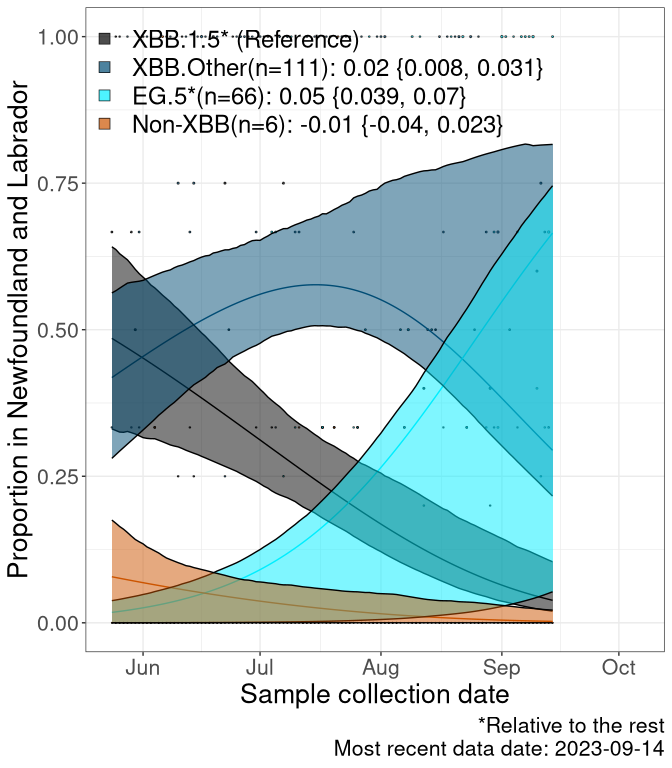 1.00
XBB.1.5* (Reference)
XBB.Other(n=111): 0.02 {0.008, 0.031}
EG.5*(n=66): 0.05 {0.039, 0.07}
Non-XBB(n=6): -0.01 {-0.04, 0.023}
0.75
0.50
0.25
0.00
Proportion in Newfoundland and Labrador
Jun Jul Aug Sep Oct
Sample collection date
*Relative to the rest
Most recent data date: 2023-09-14